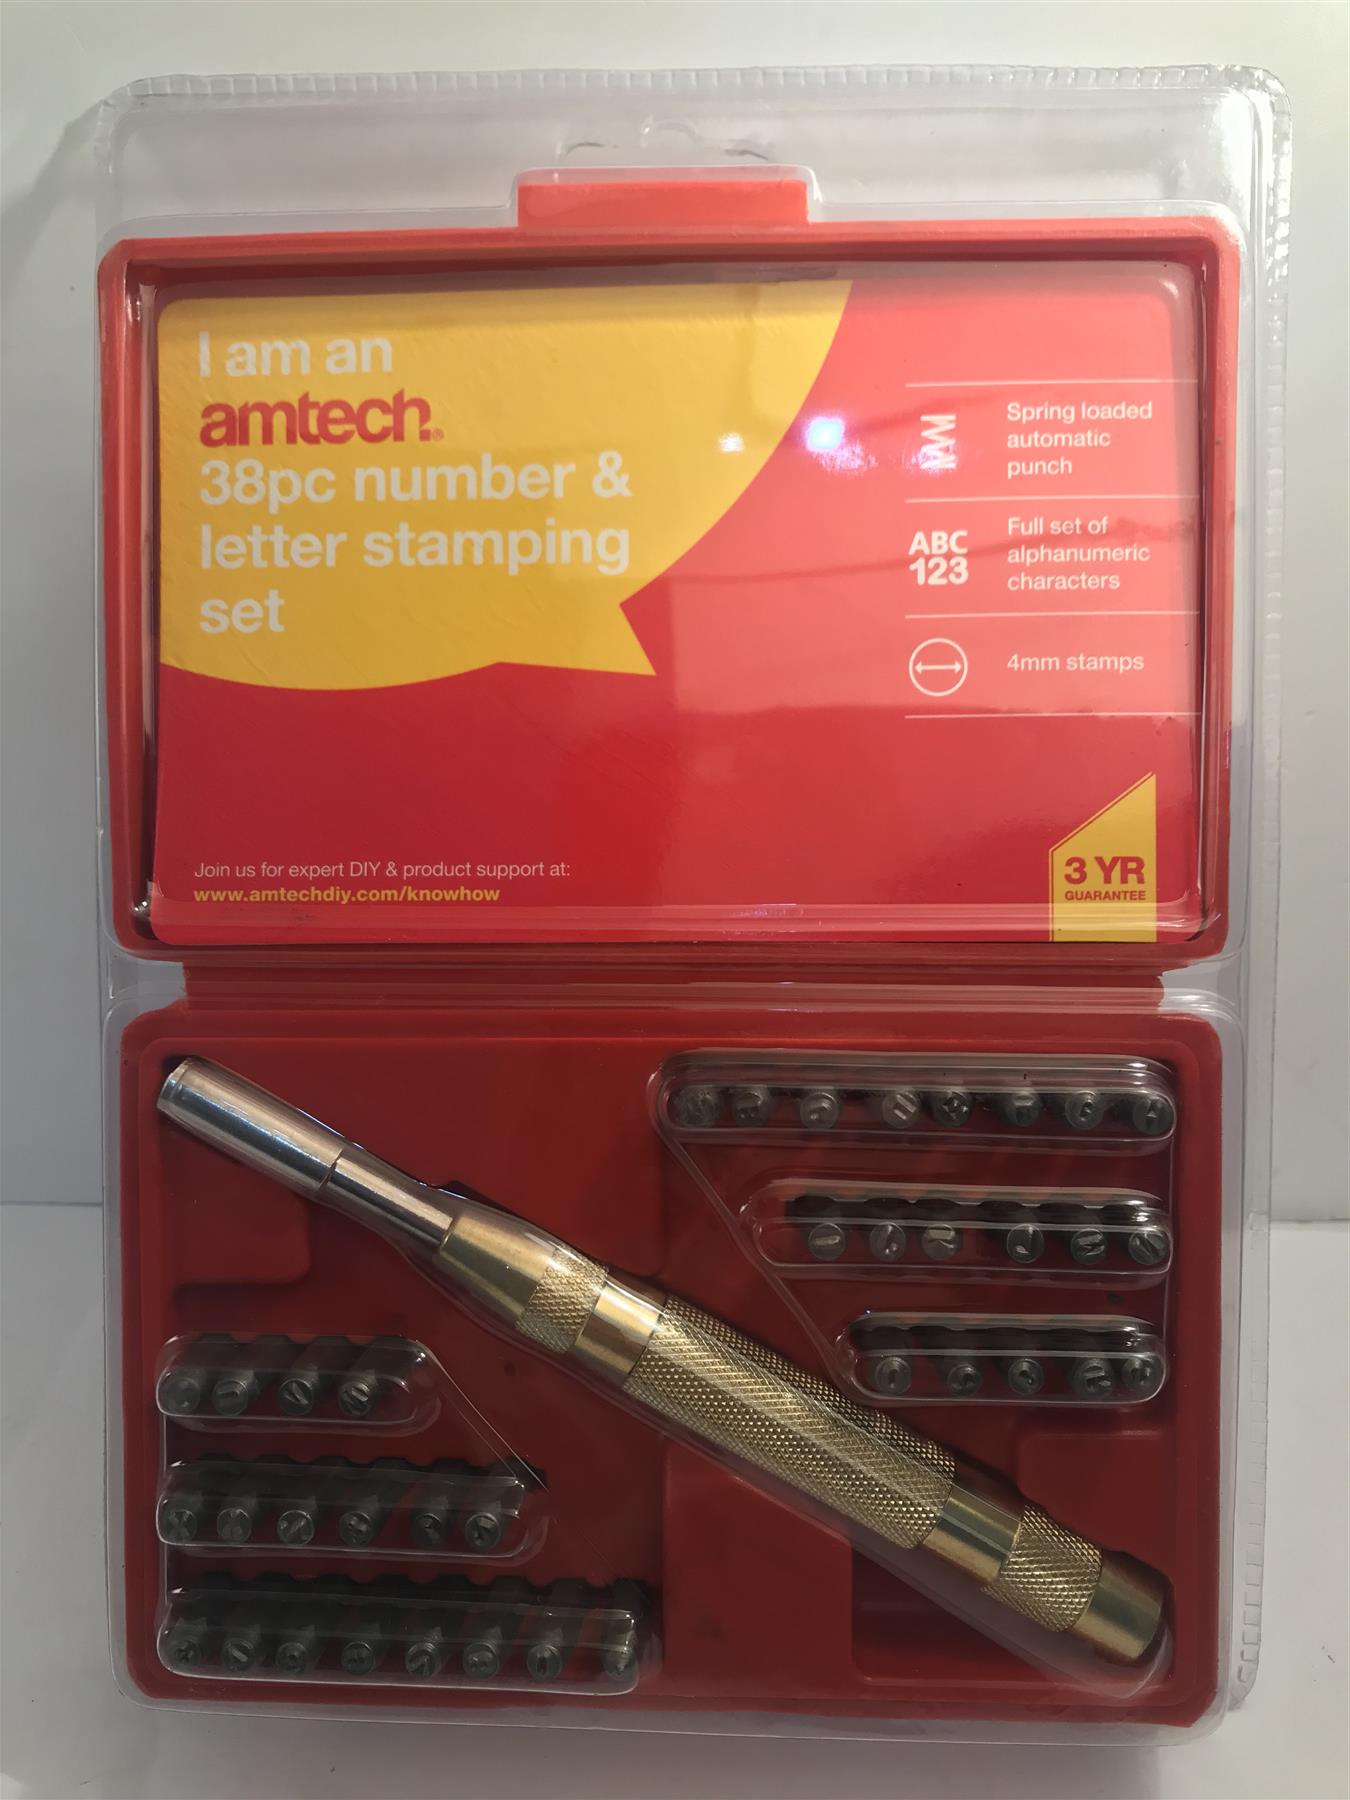 I am an
amtech®
38pc number &
letter stamping
set
Spring loaded
automatic
punch
ABC
123
Full set of
alphanumeric
characters
4mm stamps
3 YR
GUARANTEE
Join us for expert DIY & product support at:
www.amtechdiy.com/knowhow